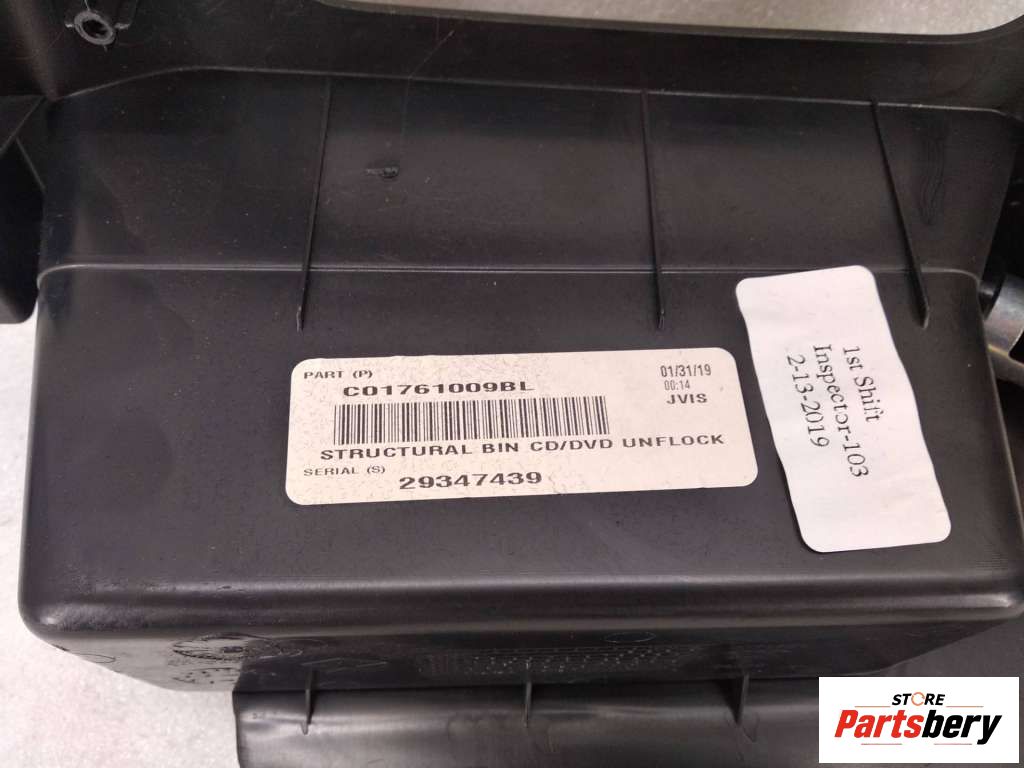 PART (P)
C01761009BL
01/31/19
00:14
JVIS
STRUCTURAL BIN CD/DVD UNFLOCK
SERIAL (S)
29347439
1st Shift
Inspector-103
2-13-2019
STORE
Partsbery